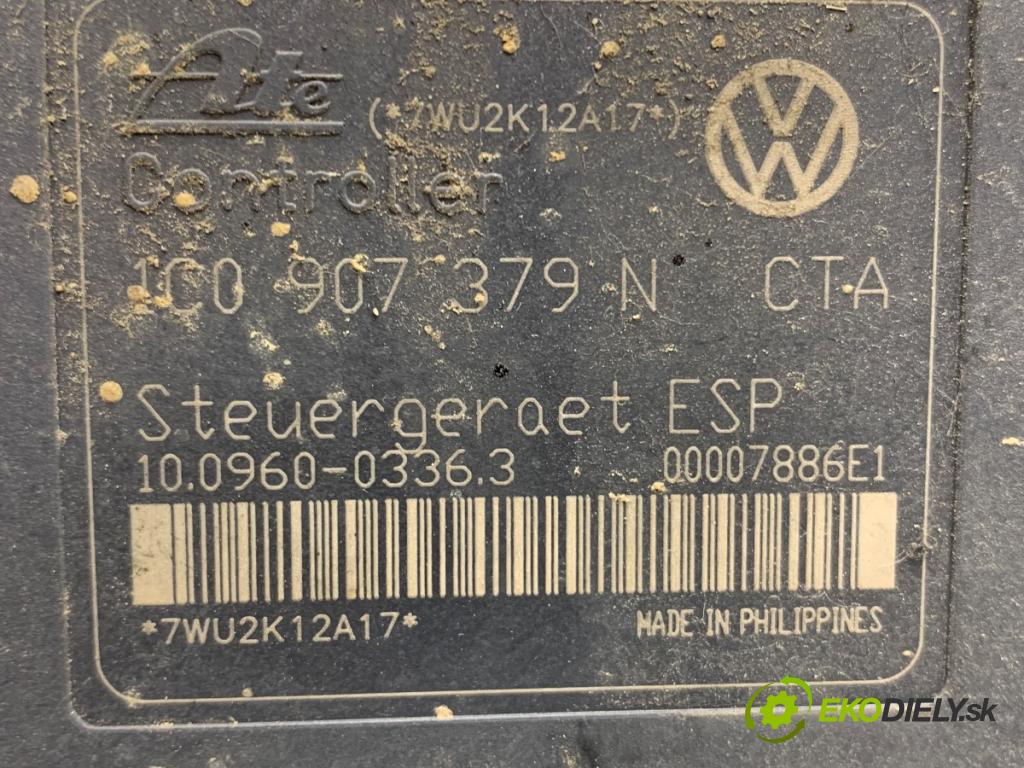 Ate
(*7WU2K12A17*)
Controller
1C0 907 379 N CTA
Steuergeraet ESP
10.0960-0336.3 00007886E1
*7WU2K12A17* MADE IN PHILIPPINES
EKODIELY.sk